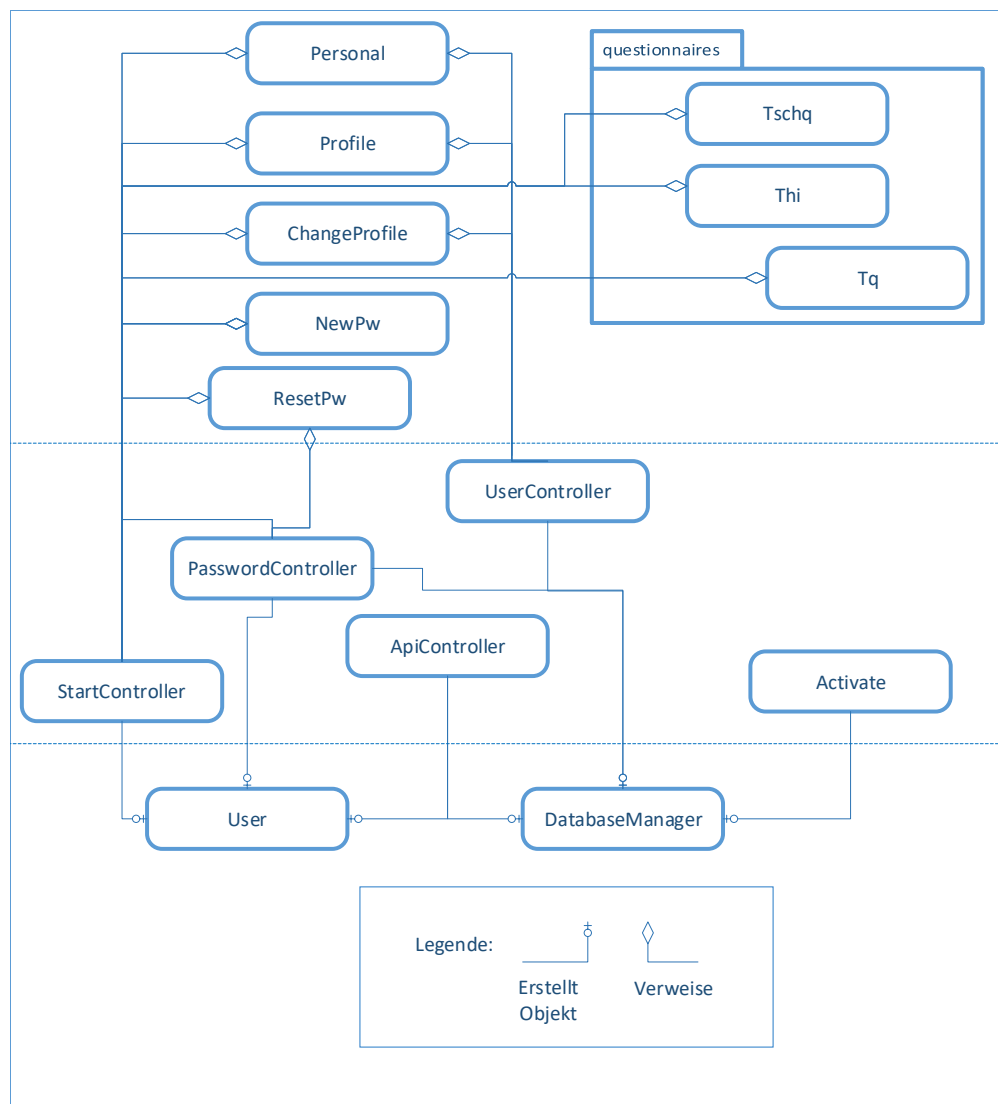 Personal
questionnaires
Tschq
Profile
Thi
ChangeProfile
Tq
NewPw
ResetPw
UserController
PasswordController
ApiController
StartController
Activate
User
DatabaseManager
Legende:
Erstellt
Objekt
Verweise